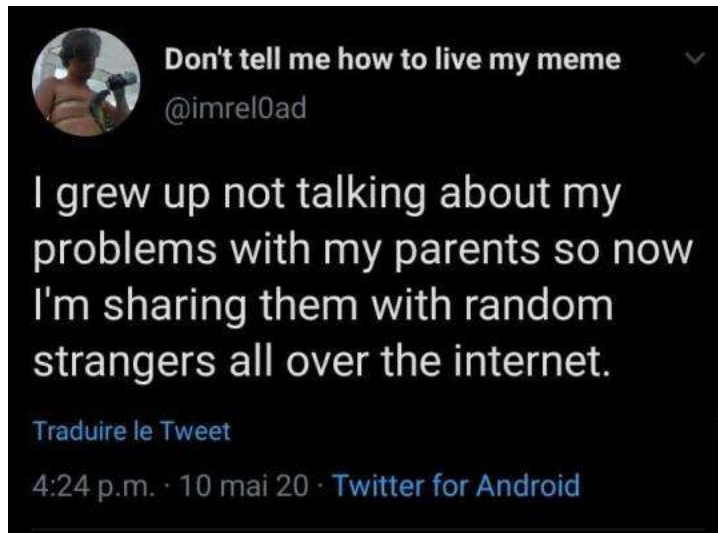 Don't tell me how to live my meme
@imrel0ad
I grew up not talking about my
problems with my parents so now
I'm sharing them with random
strangers all over the internet.
Traduire le Tweet
4:24 p.m. · 10 mai 20 · Twitter for Android